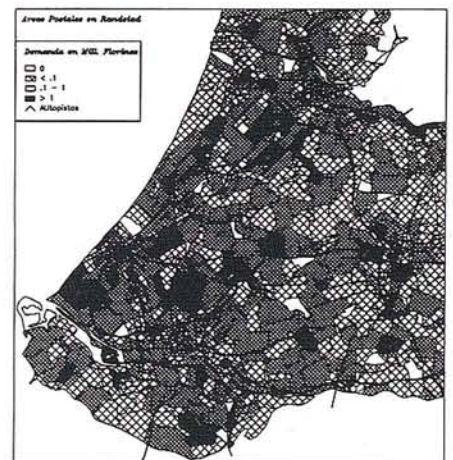 Areas Postales en Randstad
Demanda en Mill. Florines
0
< .1
.1 - 1
> 1
Autopistas